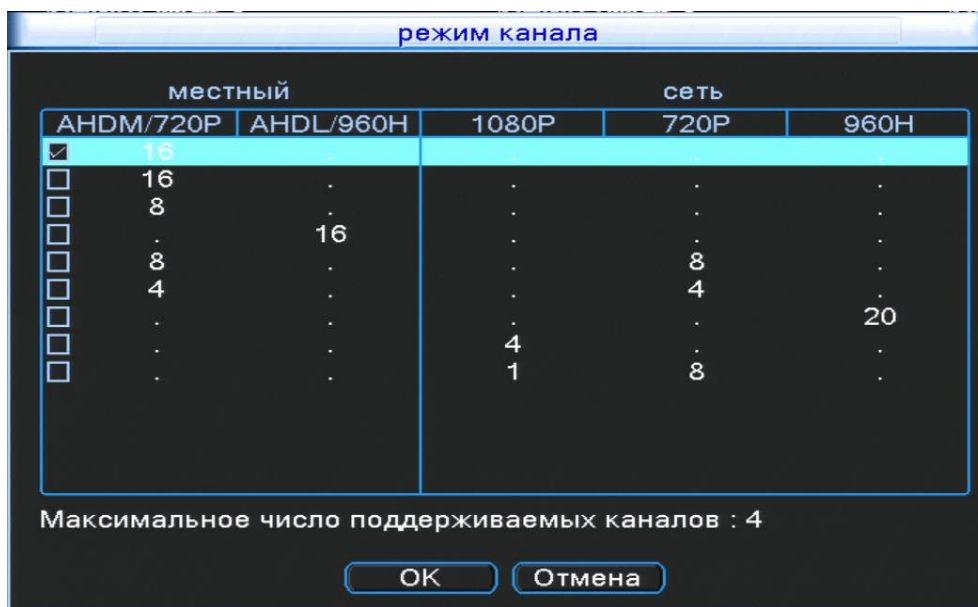 режим канала
местный сеть
AHDM/720P AHDL/960H 1080P 720P 960H
16 . . . .
16 . . . .
8 . . . .
. 16 . . .
8 . . 8 .
4 . . 4 .
. . . . 20
. . 4 . .
. . 1 8 .
Максимальное число поддерживаемых каналов : 4
OK Отмена